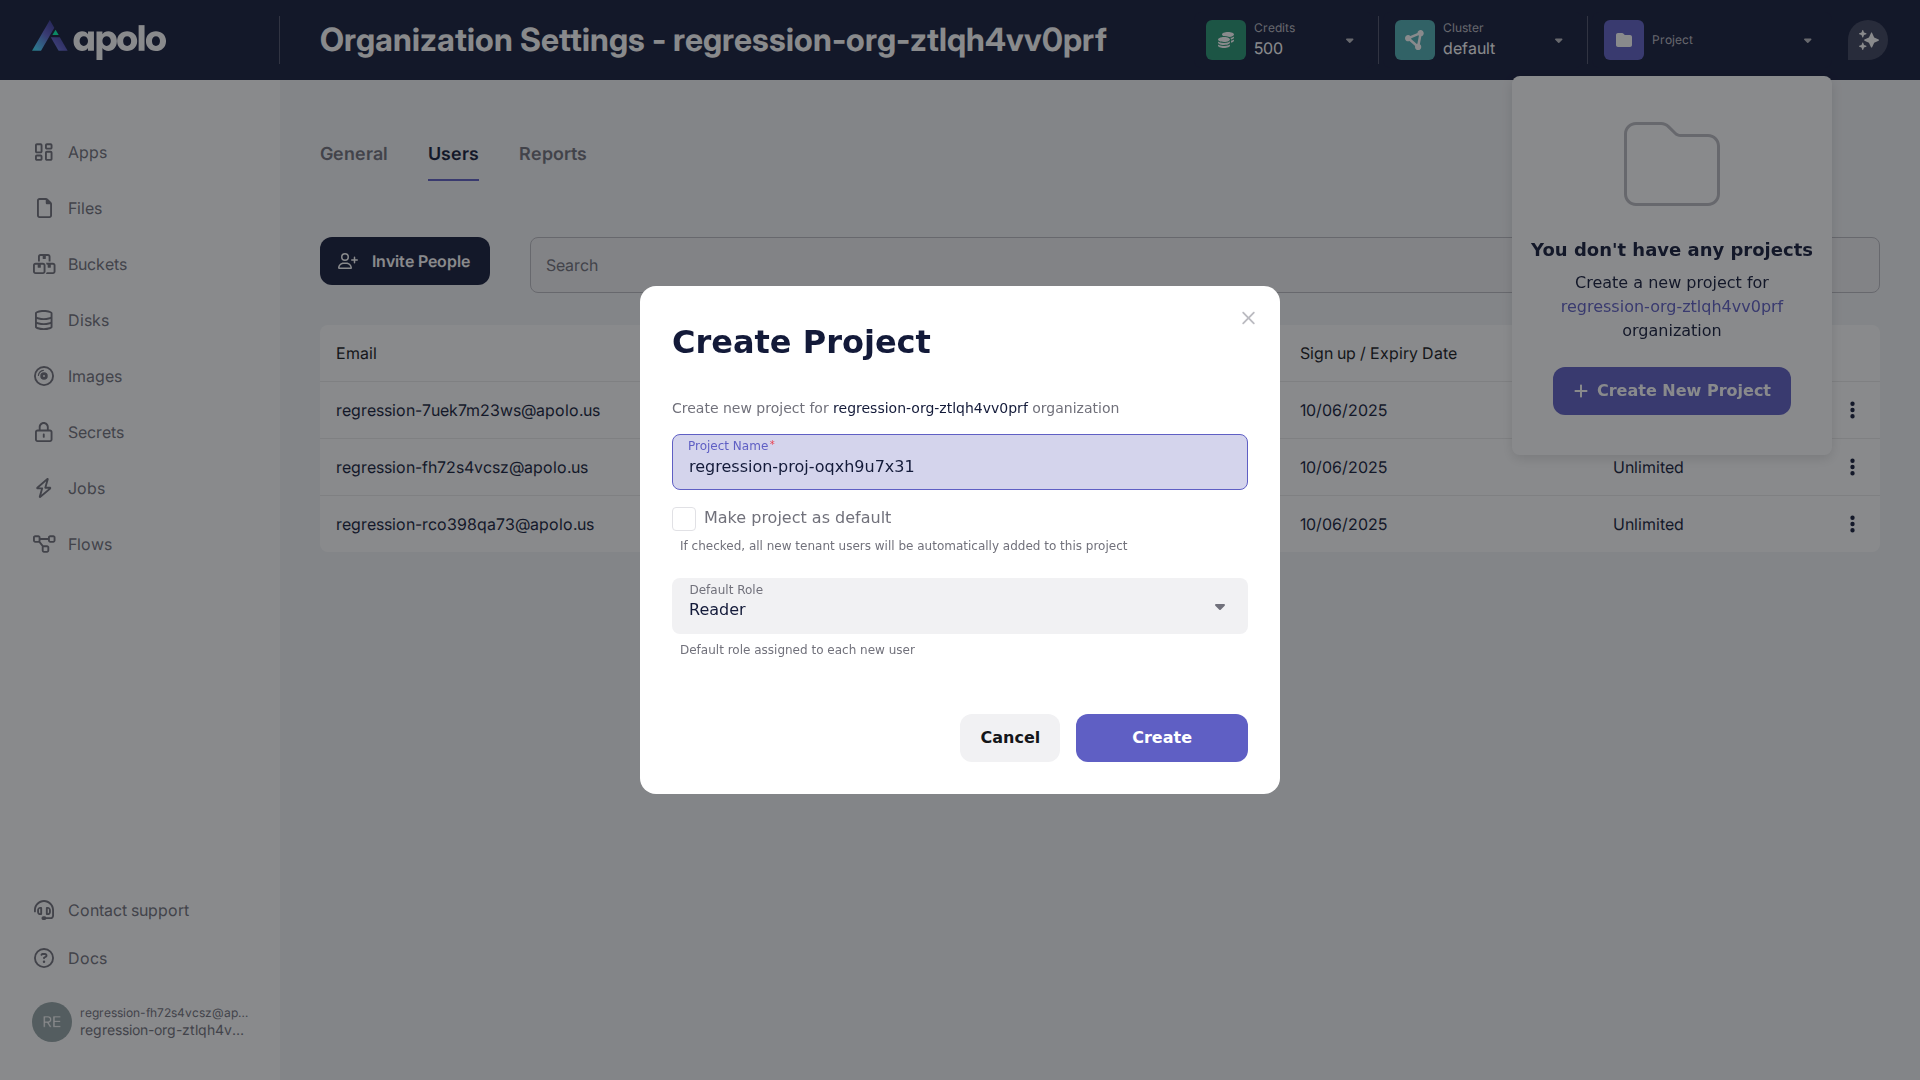 apolo
Organization Settings - regression-org-ztlqh4vv0prf
Credits
500
Cluster
default
Project
Apps
Files
Buckets
Disks
Images
Secrets
Jobs
Flows
Contact support
Docs
RE
regression-fh72s4vcsz@ap...
regression-org-ztlqh4v...
General
Users
Reports
Invite People
Search
Email
Sign up / Expiry Date
regression-7uek7m23ws@apolo.us
10/06/2025
regression-fh72s4vcsz@apolo.us
10/06/2025
Unlimited
regression-rco398qa73@apolo.us
10/06/2025
Unlimited
You don't have any projects
Create a new project for
regression-org-ztlqh4vv0prf
organization
Create New Project
Create Project
Create new project for regression-org-ztlqh4vv0prf organization
Project Name*
regression-proj-oqxh9u7x31
Make project as default
If checked, all new tenant users will be automatically added to this project
Default Role
Reader
Default role assigned to each new user
Cancel
Create